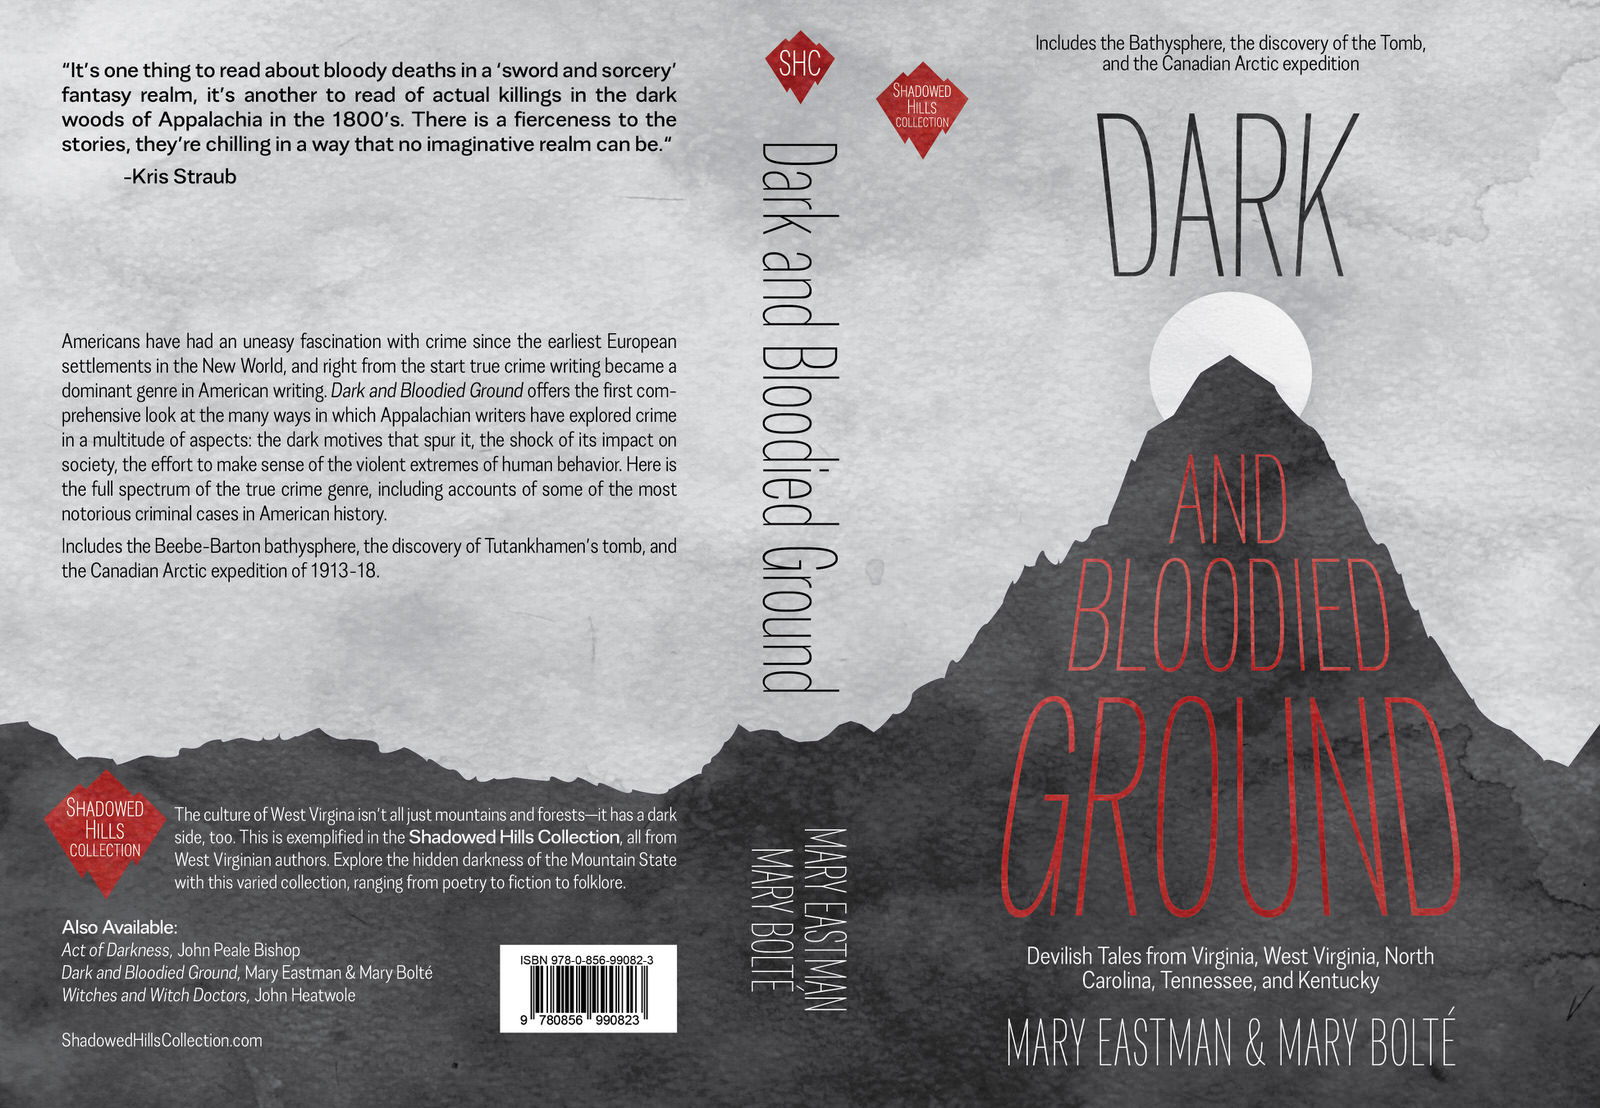 “It’s one thing to read about bloody deaths in a ‘sword and sorcery’
fantasy realm, it’s another to read of actual killings in the dark
woods of Appalachia in the 1800’s. There is a fierceness to the
stories, they’re chilling in a way that no imaginative realm can be.“
-Kris Straub
Americans have had an uneasy fascination with crime since the earliest European
settlements in the New World, and right from the start true crime writing became a
dominant genre in American writing. Dark and Bloodied Ground offers the first com-
prehensive look at the many ways in which Appalachian writers have explored crime
in a multitude of aspects: the dark motives that spur it, the shock of its impact on
society, the effort to make sense of the violent extremes of human behavior. Here is
the full spectrum of the true crime genre, including accounts of some of the most
notorious criminal cases in American history.
Includes the Beebe-Barton bathysphere, the discovery of Tutankhamen’s tomb, and
the Canadian Arctic expedition of 1913-18.
SHADOWED
HILLS
COLLECTION
The culture of West Virgina isn’t all just mountains and forests—it has a dark
side, too. This is exemplified in the Shadowed Hills Collection, all from
West Virginian authors. Explore the hidden darkness of the Mountain State
with this varied collection, ranging from poetry to fiction to folklore.
Also Available:
Act of Darkness, John Peale Bishop
Dark and Bloodied Ground, Mary Eastman & Mary Bolté
Witches and Witch Doctors, John Heatwole
ShadowedHillsCollection.com
ISBN 978-0-856-99082-3
9 780856 990823
SHC
Dark and Bloodied Ground
MARY EASTMÁN
MARY BOLTÉ
SHADOWED
HILLS
COLLECTION
Includes the Bathysphere, the discovery of the Tomb,
and the Canadian Arctic expedition
DARK
AND
BLOODIED
GROUND
Devilish Tales from Virginia, West Virginia, North
Carolina, Tennessee, and Kentucky
MARY EASTMAN & MARY BOLTÉ